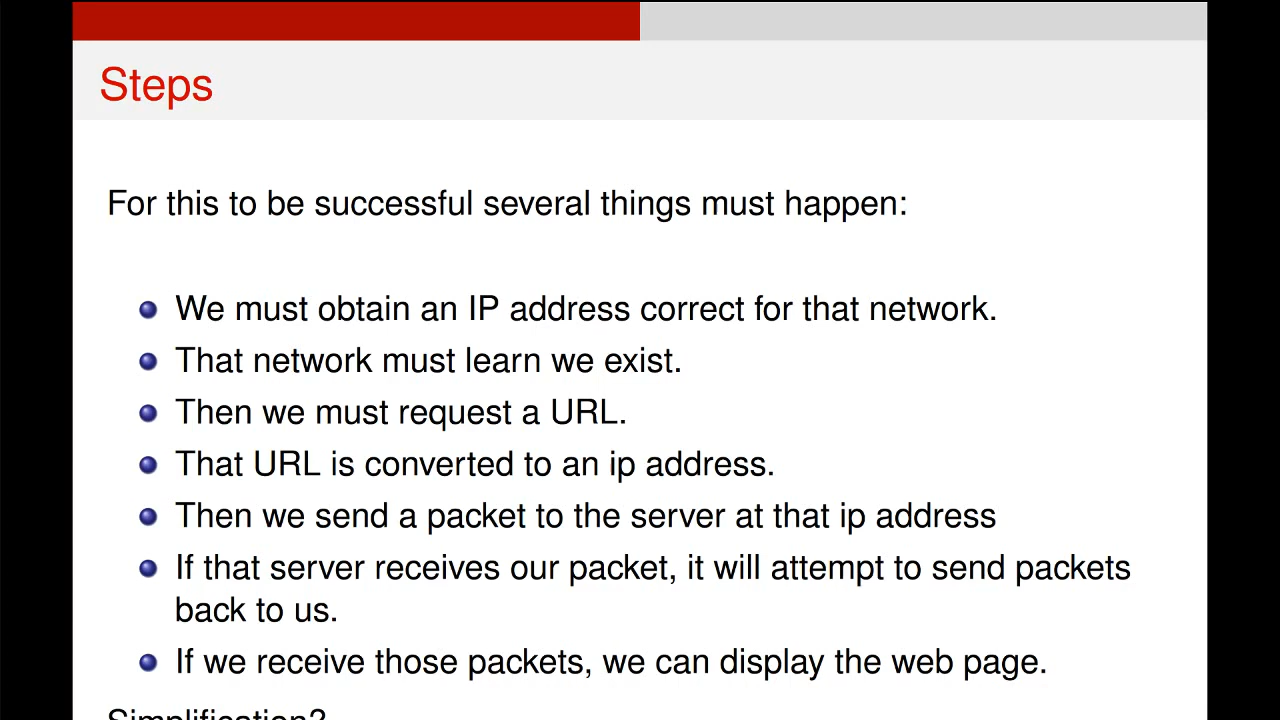 Steps
For this to be successful several things must happen:
We must obtain an IP address correct for that network.
That network must learn we exist.
Then we must request a URL.
That URL is converted to an ip address.
Then we send a packet to the server at that ip address
If that server receives our packet, it will attempt to send packets
back to us.
If we receive those packets, we can display the web page.
Simplification?